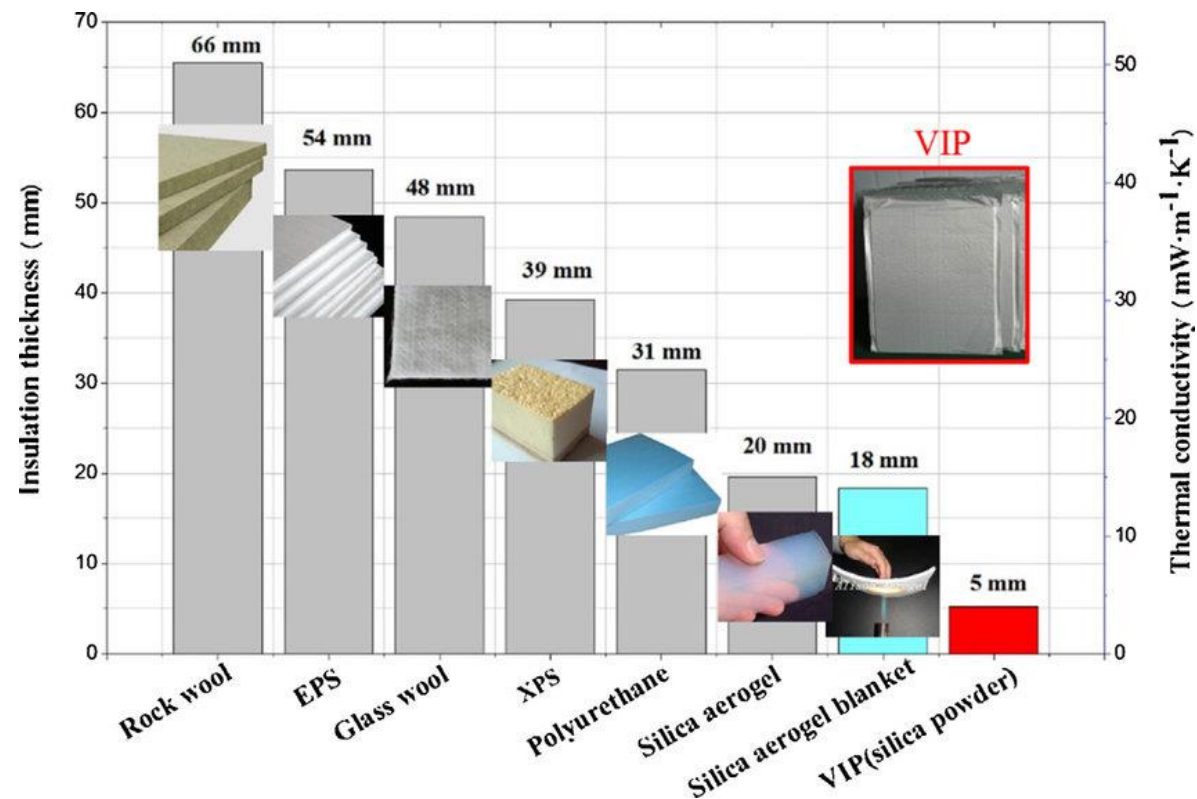 70
60
50
40
30
20
10
0
Insulation thickness ( mm)
66 mm
54 mm
48 mm
39 mm
31 mm
20 mm
18 mm
5 mm
VIP
50
40
30
20
10
0
Thermal conductivity ( mW·m⁻¹·K⁻¹)
Rock wool
EPS
Glass wool
XPS
Polyurethane
Silica aerogel
Silica aerogel blanket
VIP(silica powder)